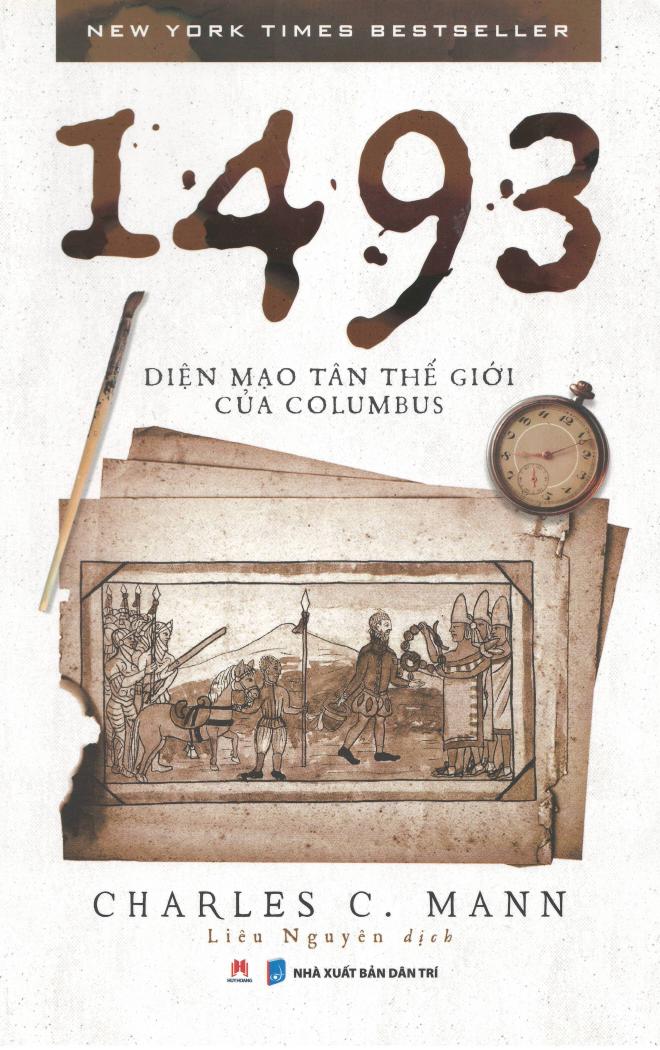 NEW YORK TIMES BESTSELLER
1493
DIỆN MẠO TÂN THẾ GIỚI
CỦA COLUMBUS
CHARLES C. MANN
Liêu Nguyên dịch
HUYHOANG
NHÀ XUẤT BẢN DÂN TRÍ